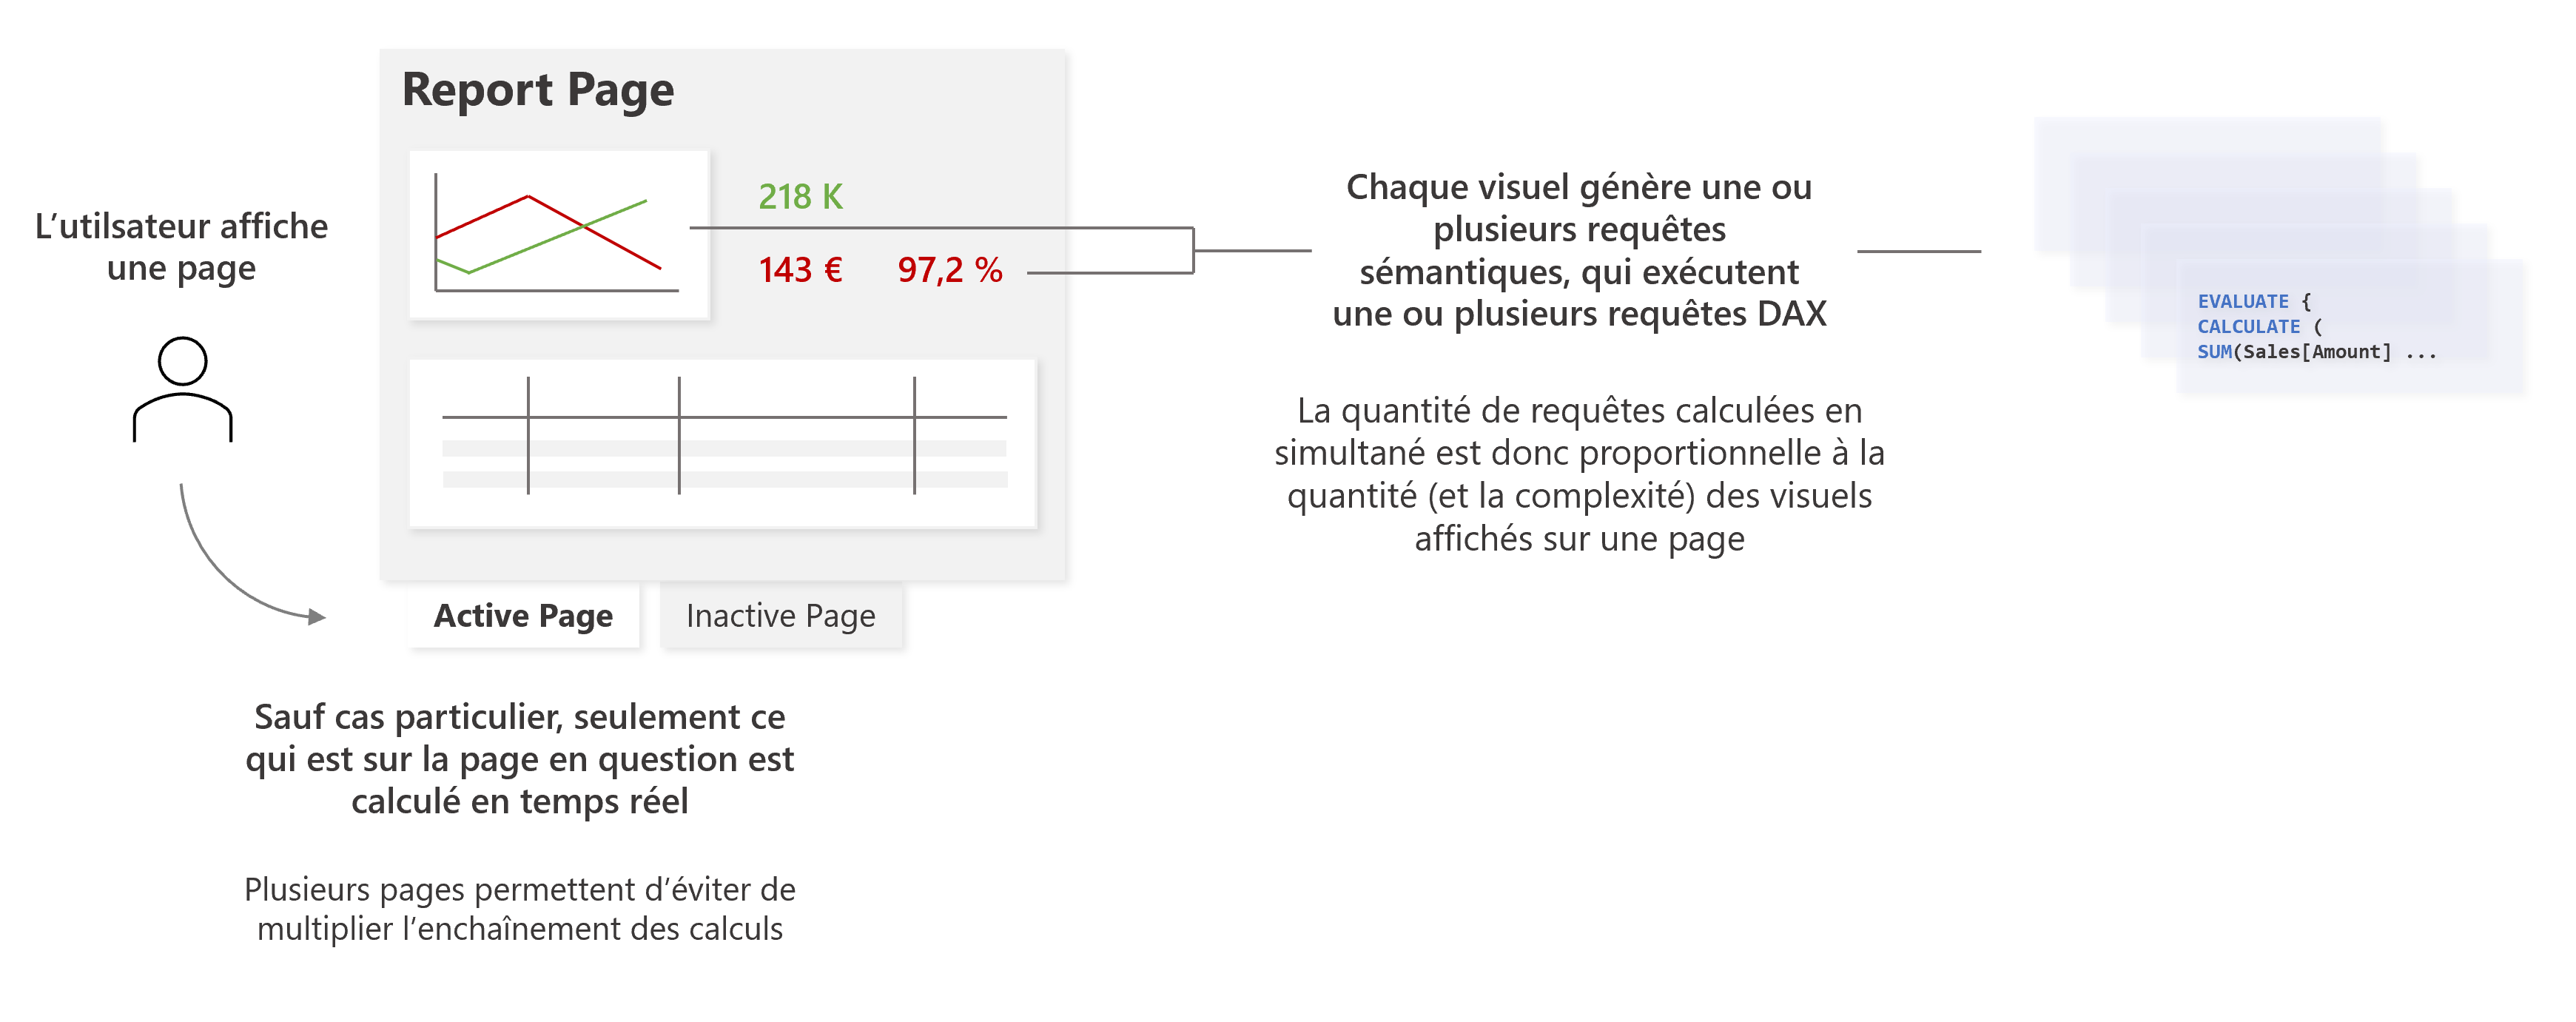 L’utilsateur affiche
une page
Report Page
218 K
143 €
97,2 %
Active Page
Inactive Page
Sauf cas particulier, seulement ce
qui est sur la page en question est
calculé en temps réel
Plusieurs pages permettent d’éviter de
multiplier l’enchaînement des calculs
Chaque visuel génère une ou
plusieurs requêtes
sémantiques, qui exécutent
une ou plusieurs requêtes DAX
La quantité de requêtes calculées en
simultané est donc proportionnelle à la
quantité (et la complexité) des visuels
affichés sur une page
EVALUATE {
CALCULATE (
SUM(Sales[Amount] ...